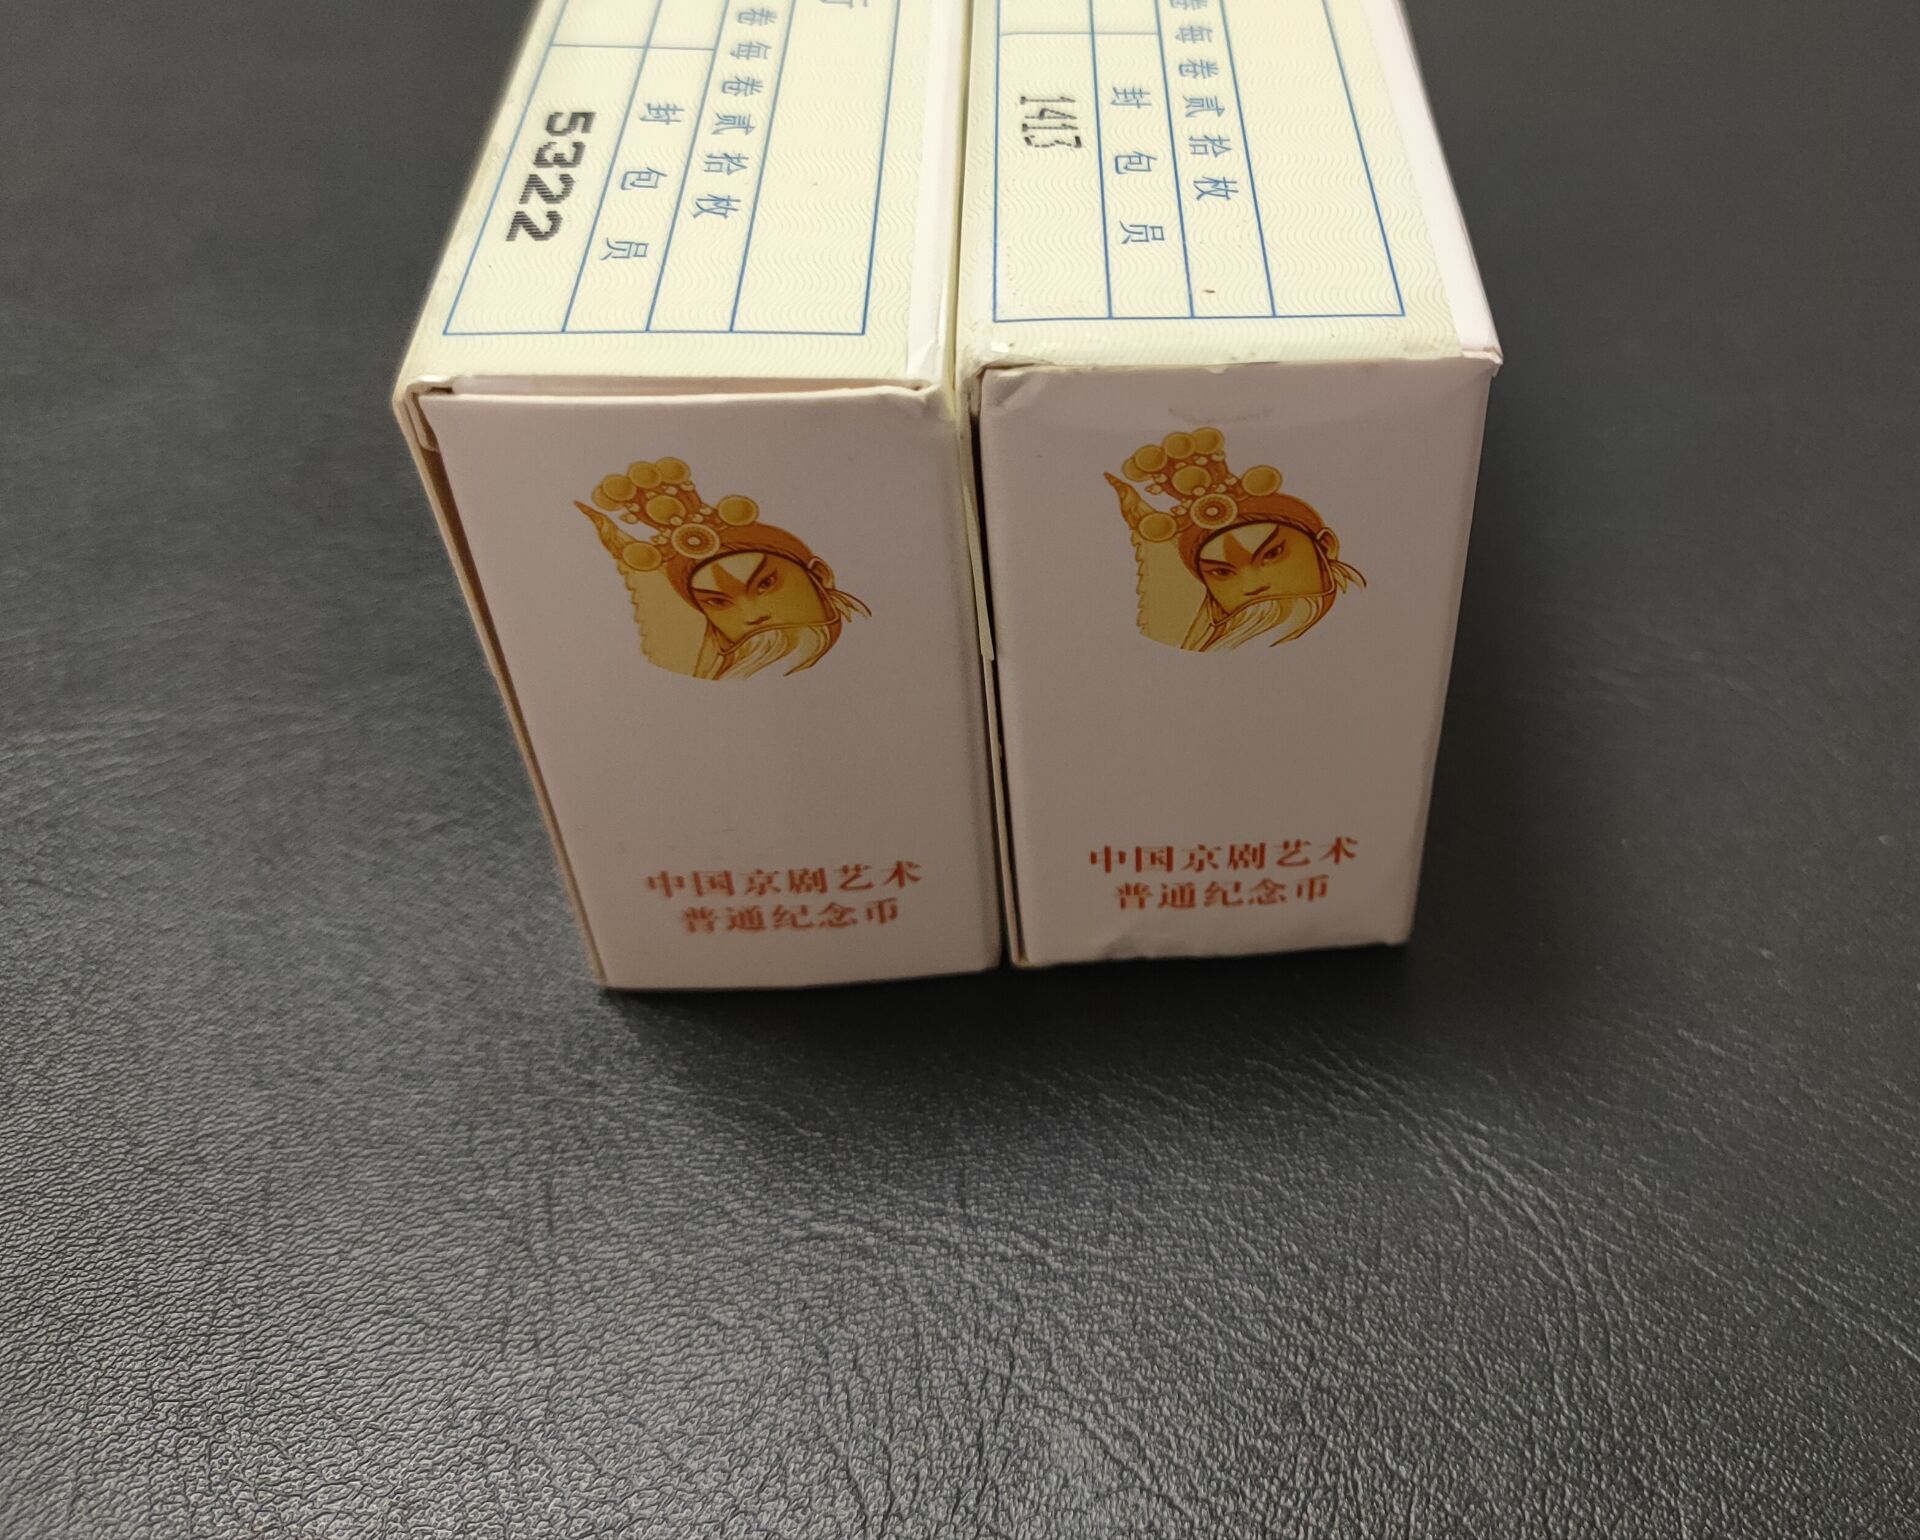 卷每卷贰拾枚
封包员
5322
卷每卷贰拾枚
封包员
1413
中国京剧艺术
普通纪念币
中国京剧艺术
普通纪念币